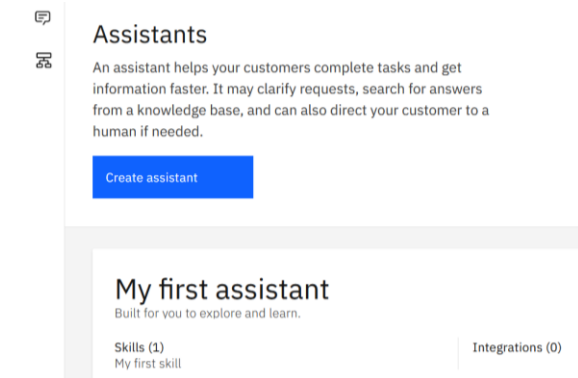 Assistants
An assistant helps your customers complete tasks and get
information faster. It may clarify requests, search for answers
from a knowledge base, and can also direct your customer to a
human if needed.
Create assistant
My first assistant
Built for you to explore and learn.
Skills (1)
Integrations (0)
My first skill